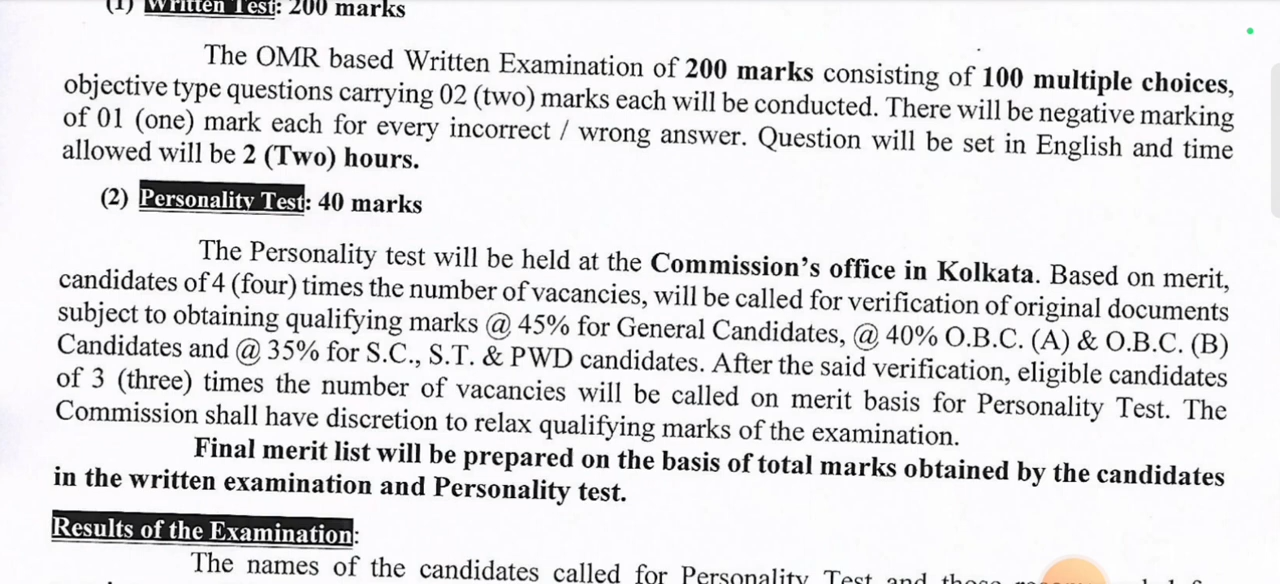 (1) Written Test: 200 marks
The OMR based Written Examination of 200 marks consisting of 100 multiple choices,
objective type questions carrying 02 (two) marks each will be conducted. There will be negative marking
of 01 (one) mark each for every incorrect / wrong answer. Question will be set in English and time
allowed will be 2 (Two) hours.
(2) Personality Test: 40 marks
The Personality test will be held at the Commission's office in Kolkata. Based on merit,
candidates of 4 (four) times the number of vacancies, will be called for verification of original documents
subject to obtaining qualifying marks @ 45% for General Candidates, @ 40% O.B.C. (A) & O.B.C. (B)
Candidates and @ 35% for S.C., S.T. & PWD candidates. After the said verification, eligible candidates
of 3 (three) times the number of vacancies will be called on merit basis for Personality Test. The
Commission shall have discretion to relax qualifying marks of the examination.
Final merit list will be prepared on the basis of total marks obtained by the candidates
in the written examination and Personality test.
Results of the Examination:
The names of the candidates called for Personality Test and those